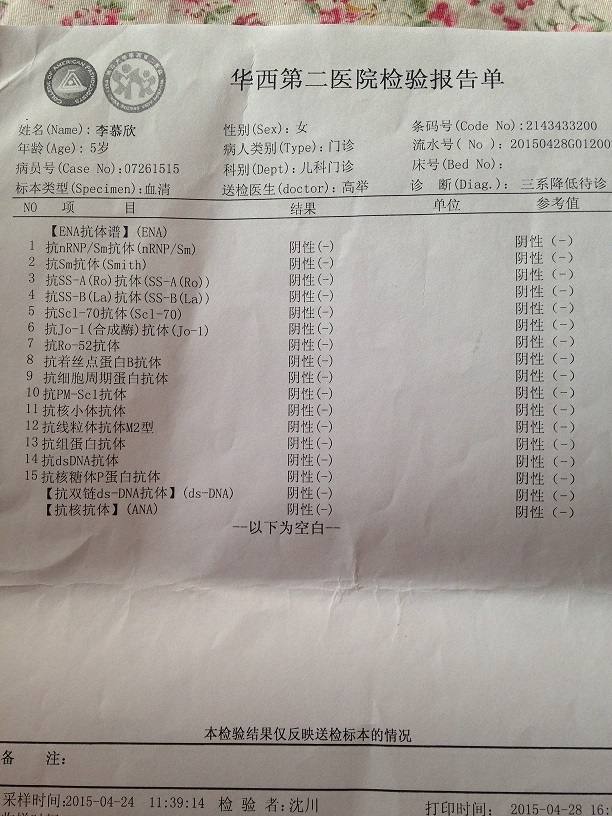 COLLEGE OF AMERICAN PATHOLOGISTS
华西第二医院检验报告单
姓名(Name): 李慕欣 性别(Sex): 女 条码号(Code No):2143433200
年龄(Age): 5岁 病人类别(Type): 门诊 流水号( No ): 20150428G01200
病员号(Case No):07261515 科别(Dept): 儿科门诊 床号(Bed No):
标本类型(Specimen):血清 送检医生(doctor): 高举 诊 断(Diag.): 三系降低待诊
NO 项 目 结果 单位 参考值
【ENA抗体谱】(ENA) 阴性(-) 阴性 (-)
1 抗nRNP/Sm抗体(nRNP/Sm) 阴性(-) 阴性 (-)
2 抗Sm抗体(Smith) 阴性(-) 阴性 (-)
3 抗SS-A(Ro)抗体(SS-A(Ro)) 阴性(-) 阴性 (-)
4 抗SS-B(La)抗体(SS-B(La)) 阴性(-) 阴性 (-)
5 抗Scl-70抗体(Scl-70) 阴性(-) 阴性 (-)
6 抗Jo-1(合成酶)抗体(Jo-1) 阴性(-) 阴性 (-)
7 抗Ro-52抗体 阴性(-) 阴性 (-)
8 抗着丝点蛋白B抗体 阴性(-) 阴性 (-)
9 抗细胞周期蛋白抗体 阴性(-) 阴性 (-)
10 抗PM-Scl抗体 阴性(-) 阴性 (-)
11 抗核小体抗体 阴性(-) 阴性 (-)
12 抗线粒体抗体M2型 阴性(-) 阴性 (-)
13 抗组蛋白抗体 阴性(-) 阴性 (-)
14 抗dsDNA抗体 阴性(-) 阴性 (-)
15 抗核糖体P蛋白抗体 阴性(-) 阴性 (-)
【抗双链ds-DNA抗体】(ds-DNA) 阴性(-) 阴性 (-)
【抗核抗体】(ANA) 阴性(-) 阴性 (-)
--以下为空白--
本检验结果仅反映送检标本的情况
备 注:
采样时间:2015-04-24 11:39:14 检 验 者:沈川 打印时间: 2015-04-28 16: